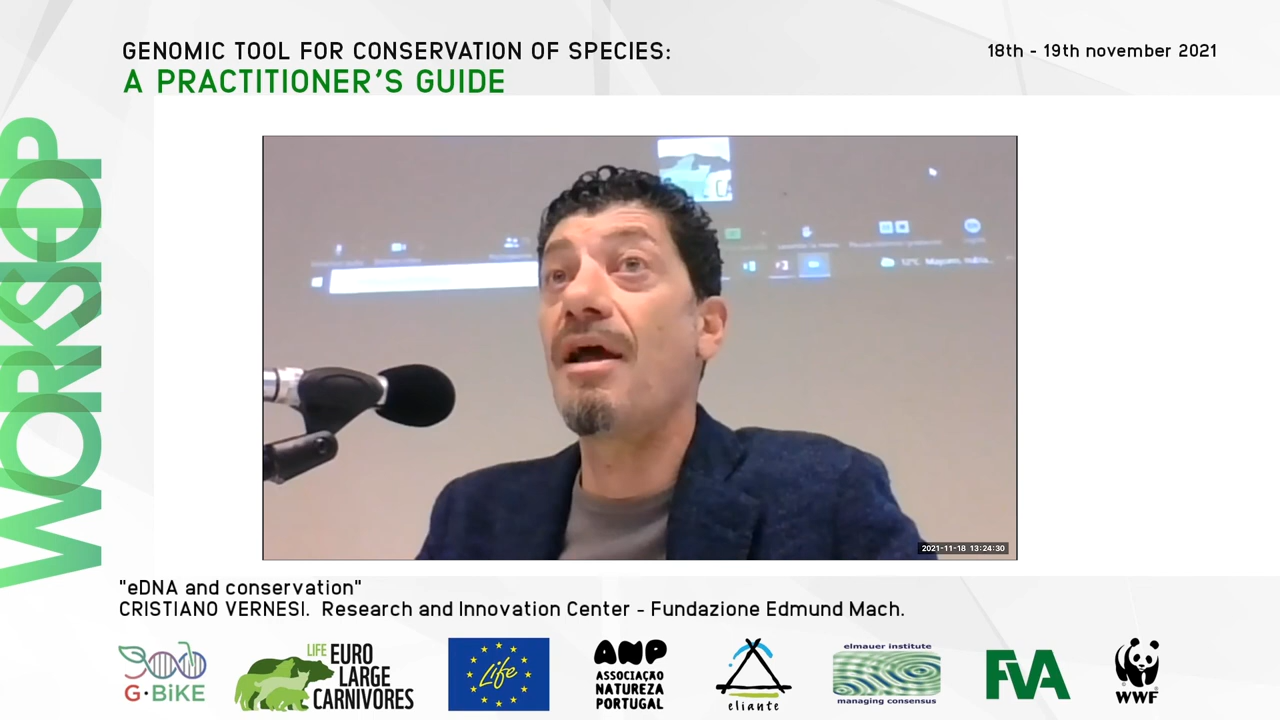 GENOMIC TOOL FOR CONSERVATION OF SPECIES:
A PRACTITIONER'S GUIDE
18th - 19th november 2021
WORKSHOP
2021-11-18 13:24:30
"eDNA and conservation"
CRISTIANO VERNESI. Research and Innovation Center - Fundazione Edmund Mach.
G·BiKE
LIFE EURO
LARGE
CARNIVORES
Life
ANP
ASSOCIAÇÃO
NATUREZA
PORTUGAL
eliante
elmauer institute
managing consensus
FVA
WWF